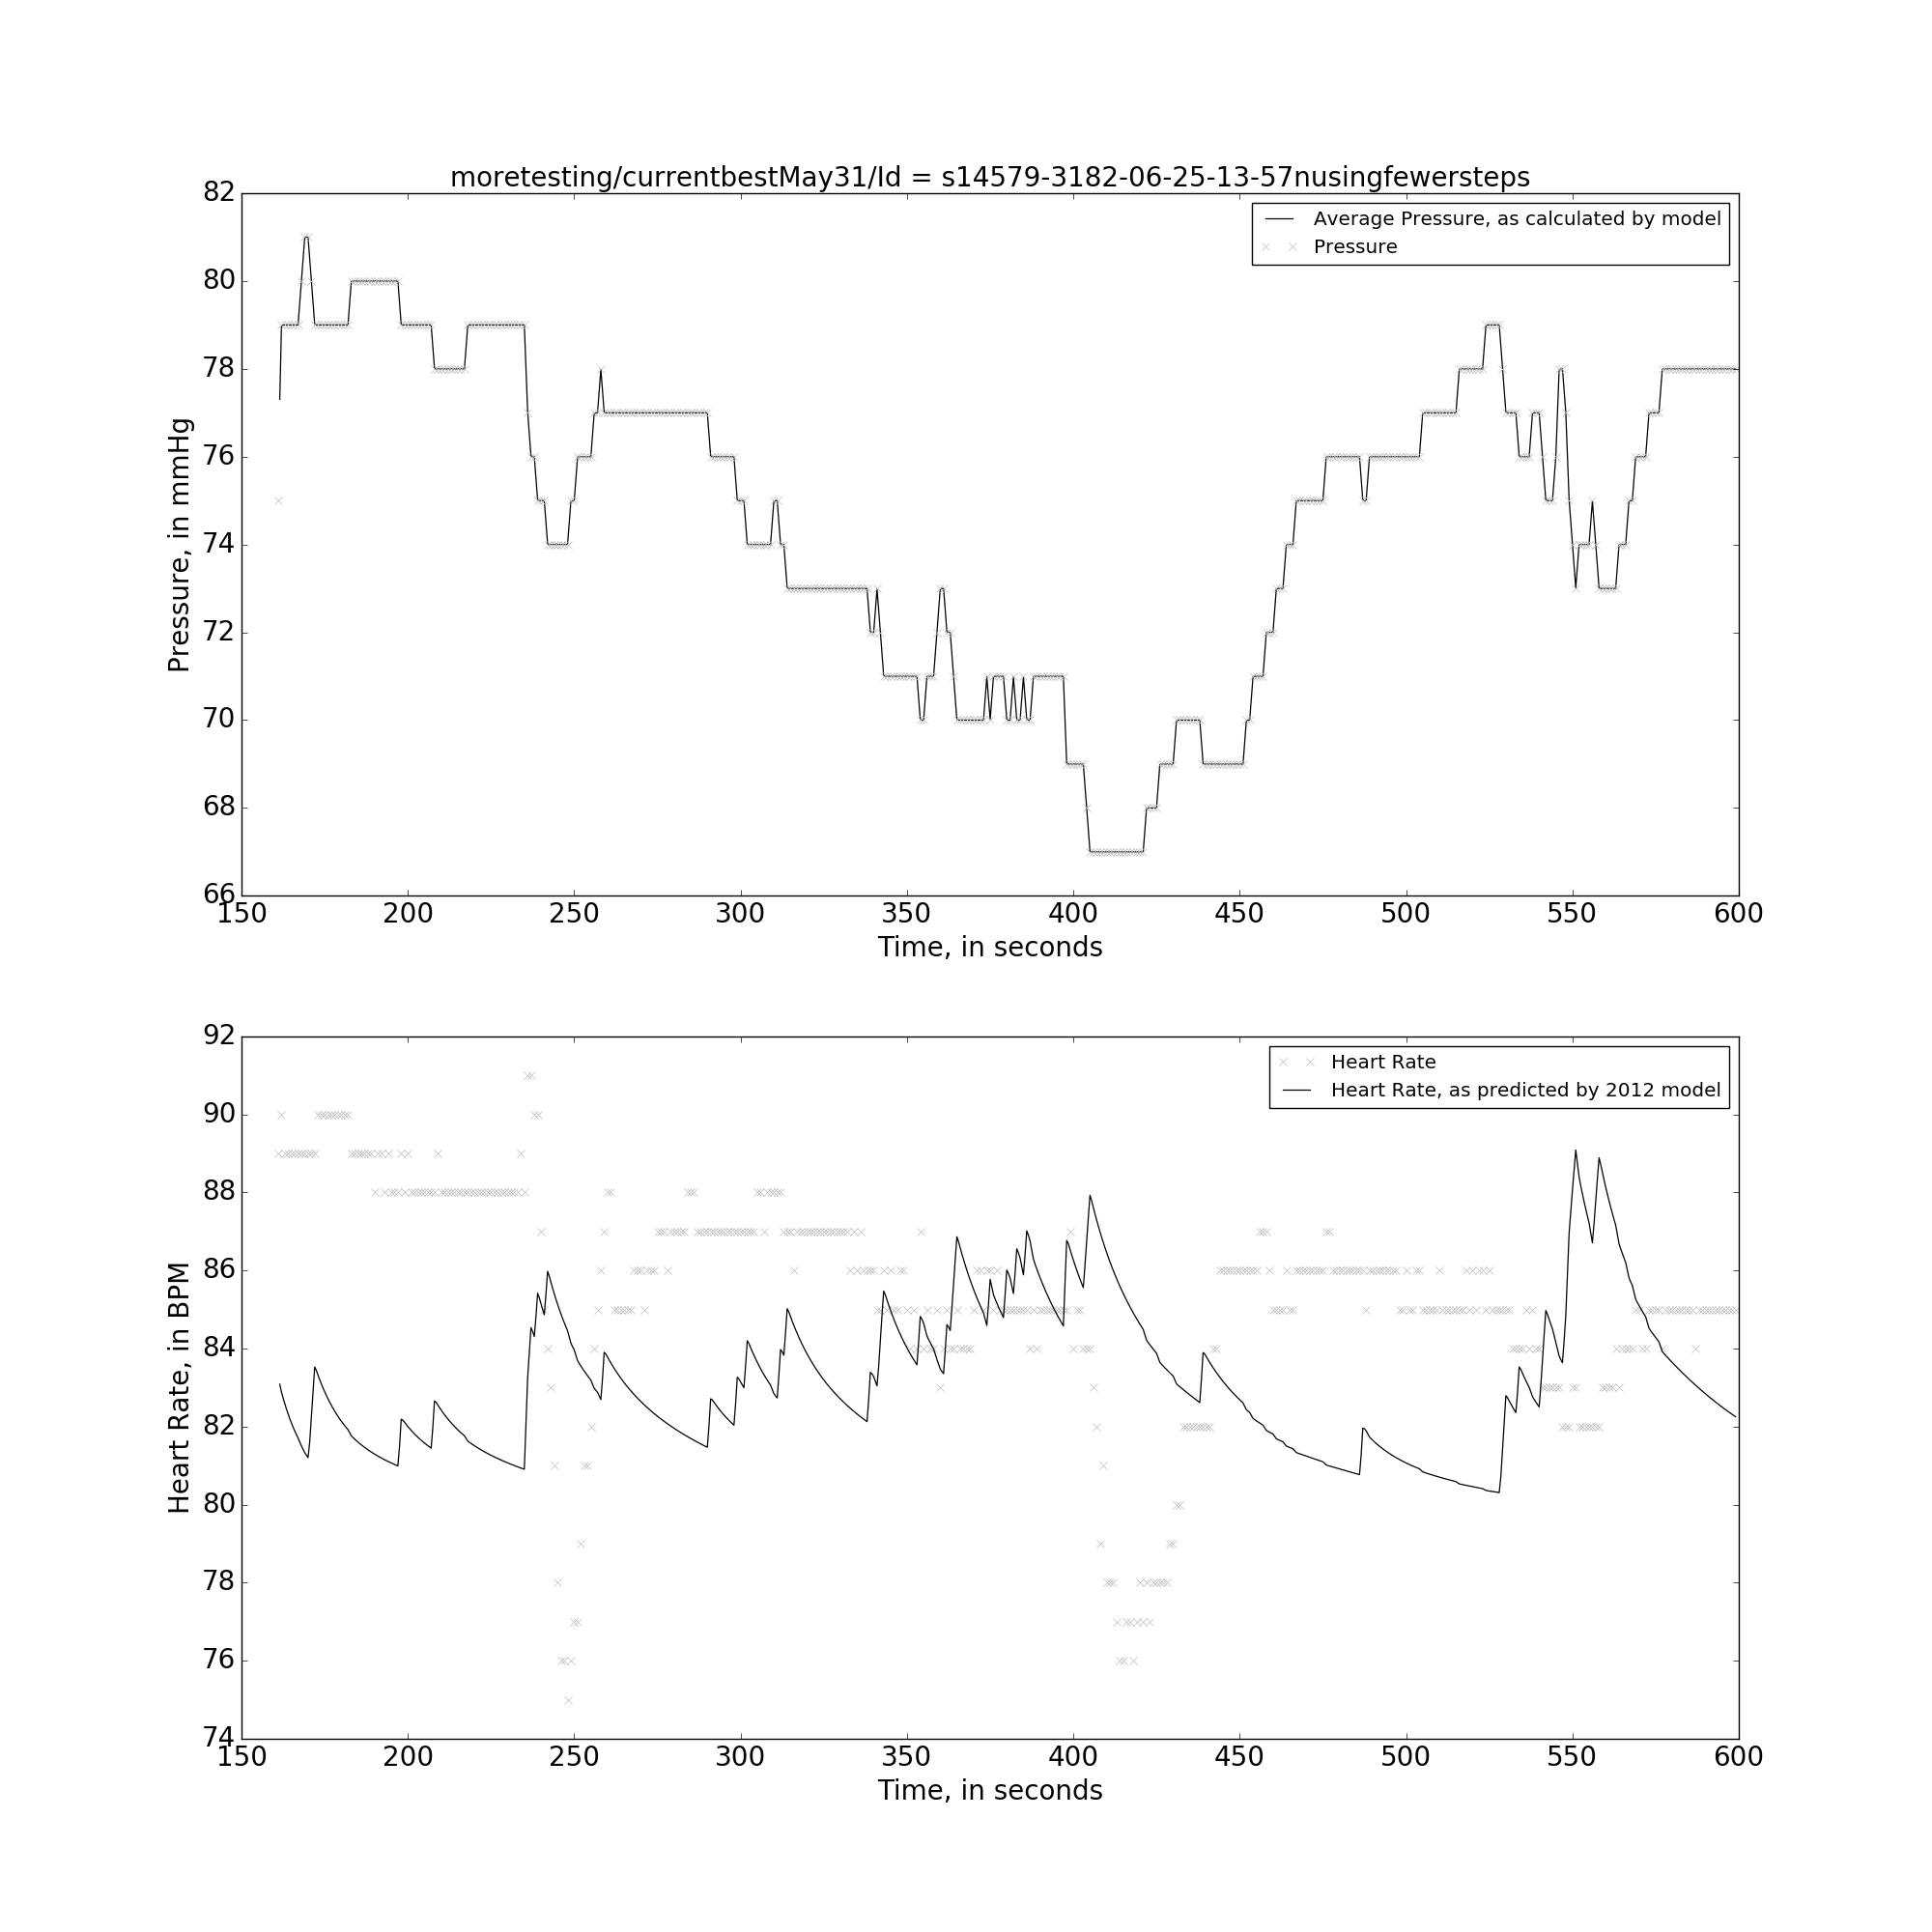 moretesting/currentbestMay31/Id = s14579-3182-06-25-13-57nusingfewersteps
82
80
78
76
74
72
70
68
66
Pressure, in mmHg
Average Pressure, as calculated by model
Pressure
150 200 250 300 350 400 450 500 550 600
Time, in seconds
92
90
88
86
84
82
80
78
76
74
Heart Rate, in BPM
Heart Rate
Heart Rate, as predicted by 2012 model
150 200 250 300 350 400 450 500 550 600
Time, in seconds